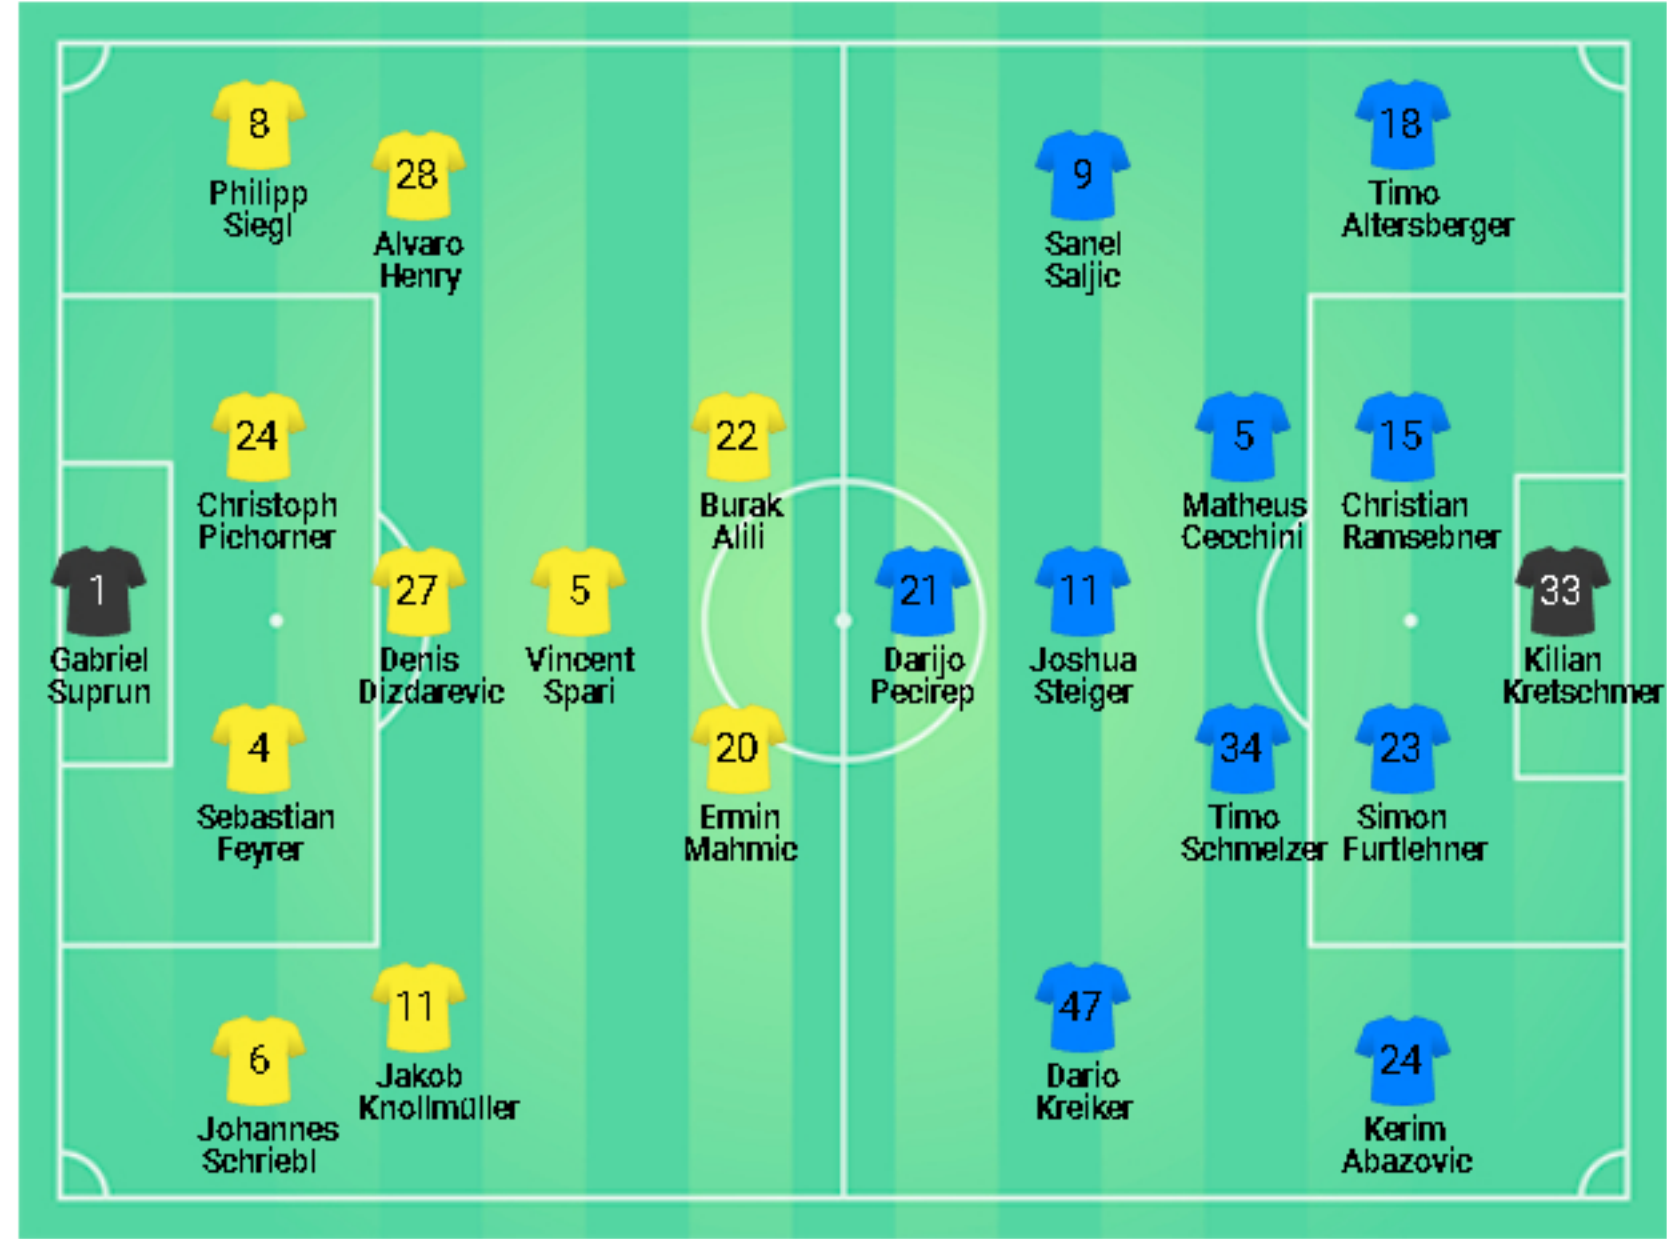 8
Philipp
Siegl
28
Alvaro
Henry
9
Sanel
Saljic
18
Timo
Altersberger
24
Christoph
Pichorner
22
Burak
Alili
5
Matheus
Cecchini
15
Christian
Ramsebner
1
Gabriel
Suprun
27
Denis
Dizdarevic
5
Vincent
Spari
21
Darijo
Pecirep
11
Joshua
Steiger
33
Kilian
Kretschmer
4
Sebastian
Feyrer
20
Ermin
Mahmic
34
Timo
Schmelzer
23
Simon
Furtlehner
6
Johannes
Schriebl
11
Jakob
Knollmüller
47
Dario
Kreiker
24
Kerim
Abazovic